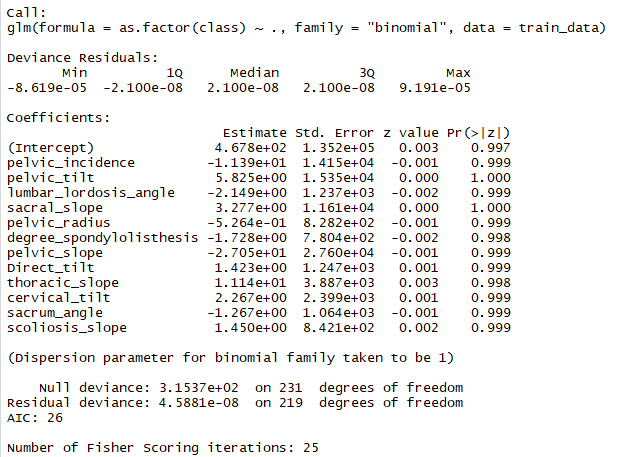 Call:
glm(formula = as.factor(class) ~ ., family = "binomial", data = train_data)
Deviance Residuals:
Min 1Q Median 3Q Max
-8.619e-05 -2.100e-08 2.100e-08 2.100e-08 9.191e-05
Coefficients:
Estimate Std. Error z value Pr(>|z|)
(Intercept) 4.678e+02 1.352e+05 0.003 0.997
pelvic_incidence -1.139e+01 1.415e+04 -0.001 0.999
pelvic_tilt 5.825e+00 1.535e+04 0.000 1.000
lumbar_lordosis_angle -2.149e+00 1.237e+03 -0.002 0.999
sacral_slope 3.277e+00 1.161e+04 0.000 1.000
pelvic_radius -5.264e-01 8.282e+02 -0.001 0.999
degree_spondylolisthesis -1.728e+00 7.804e+02 -0.002 0.998
pelvic_slope -2.705e+01 2.760e+04 -0.001 0.999
Direct_tilt 1.423e+00 1.247e+03 0.001 0.999
thoracic_slope 1.114e+01 3.887e+03 0.003 0.998
cervical_tilt 2.267e+00 2.399e+03 0.001 0.999
sacrum_angle -1.267e+00 1.064e+03 -0.001 0.999
scoliosis_slope 1.450e+00 8.421e+02 0.002 0.999
(Dispersion parameter for binomial family taken to be 1)
Null deviance: 3.1537e+02 on 231 degrees of freedom
Residual deviance: 4.5881e-08 on 219 degrees of freedom
AIC: 26
Number of Fisher Scoring iterations: 25